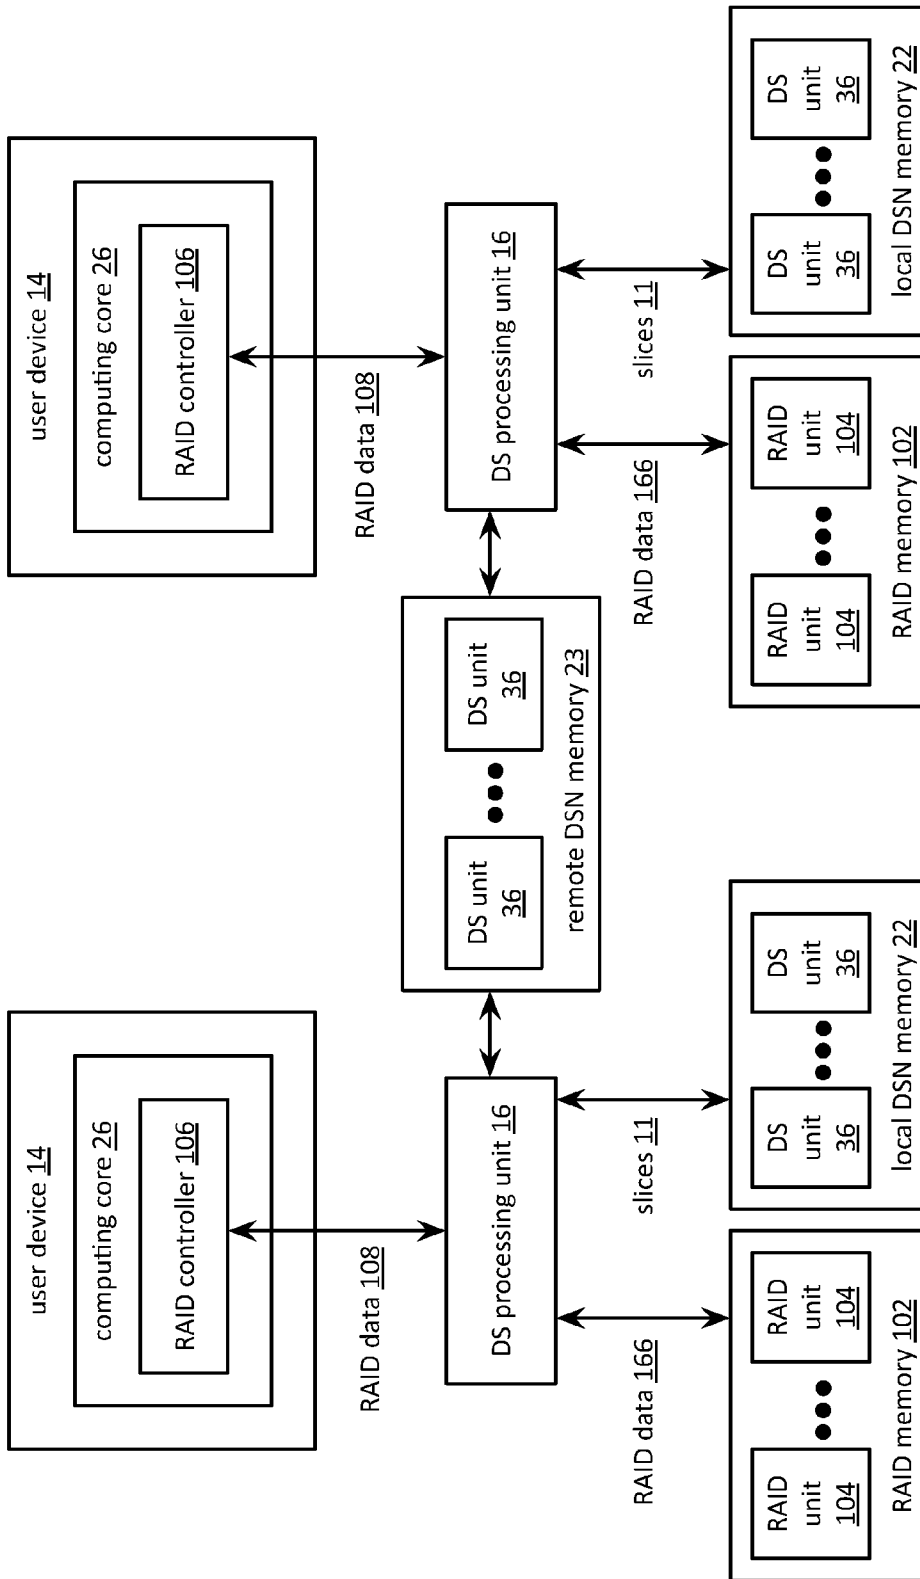 user device 14
computing core 26
RAID controller 106
RAID data 108
DS processing unit 16
RAID data 166
slices 11
RAID
unit
104
RAID
unit
104
RAID memory 102
DS
unit
36
DS
unit
36
local DSN memory 22
DS unit
36
DS unit
36
remote DSN memory 23
user device 14
computing core 26
RAID controller 106
RAID data 108
DS processing unit 16
RAID data 166
slices 11
RAID
unit
104
RAID
unit
104
RAID memory 102
DS
unit
36
DS
unit
36
local DSN memory 22